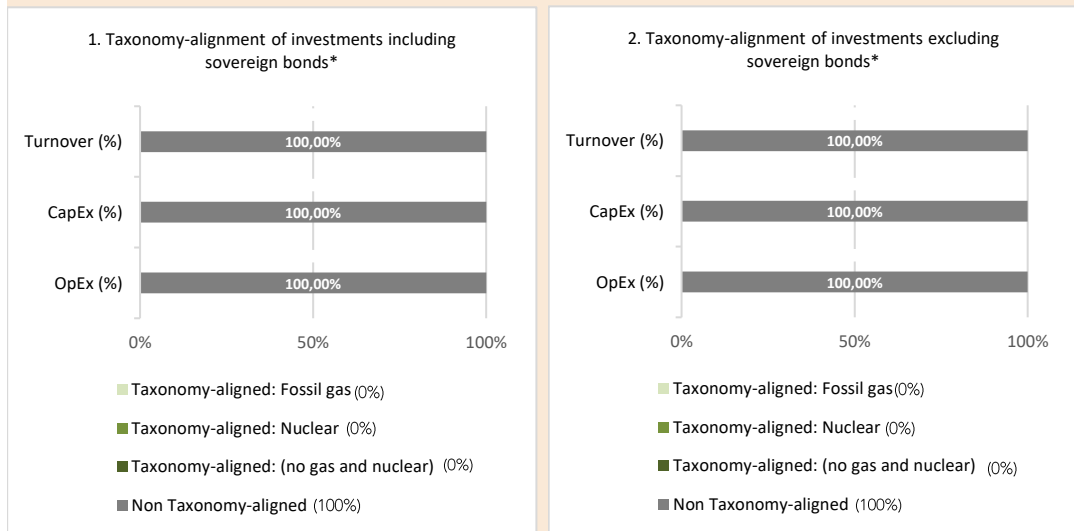 1. Taxonomy-alignment of investments including
sovereign bonds*
Turnover (%)
100,00%
CapEx (%)
100,00%
OpEx (%)
100,00%
0%
50%
100%
Taxonomy-aligned: Fossil gas (0%)
Taxonomy-aligned: Nuclear (0%)
Taxonomy-aligned: (no gas and nuclear) (0%)
Non Taxonomy-aligned (100%)
2. Taxonomy-alignment of investments excluding
sovereign bonds*
Turnover (%)
100,00%
CapEx (%)
100,00%
OpEx (%)
100,00%
0%
50%
100%
Taxonomy-aligned: Fossil gas (0%)
Taxonomy-aligned: Nuclear (0%)
Taxonomy-aligned: (no gas and nuclear) (0%)
Non Taxonomy-aligned (100%)